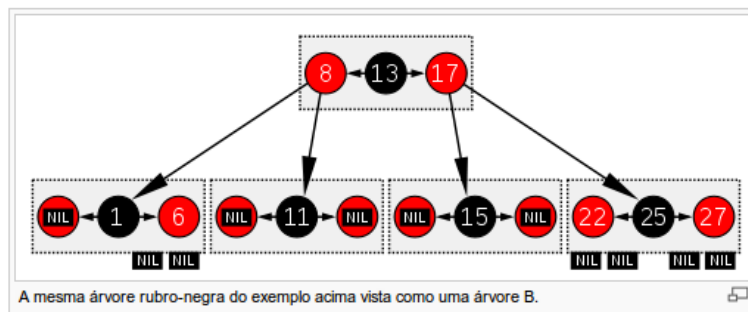 8 13 17
NIL 1 6 NIL 11 NIL NIL 15 NIL 22 25 27
NIL NIL NIL NIL NIL NIL
A mesma árvore rubro-negra do exemplo acima vista como uma árvore B.